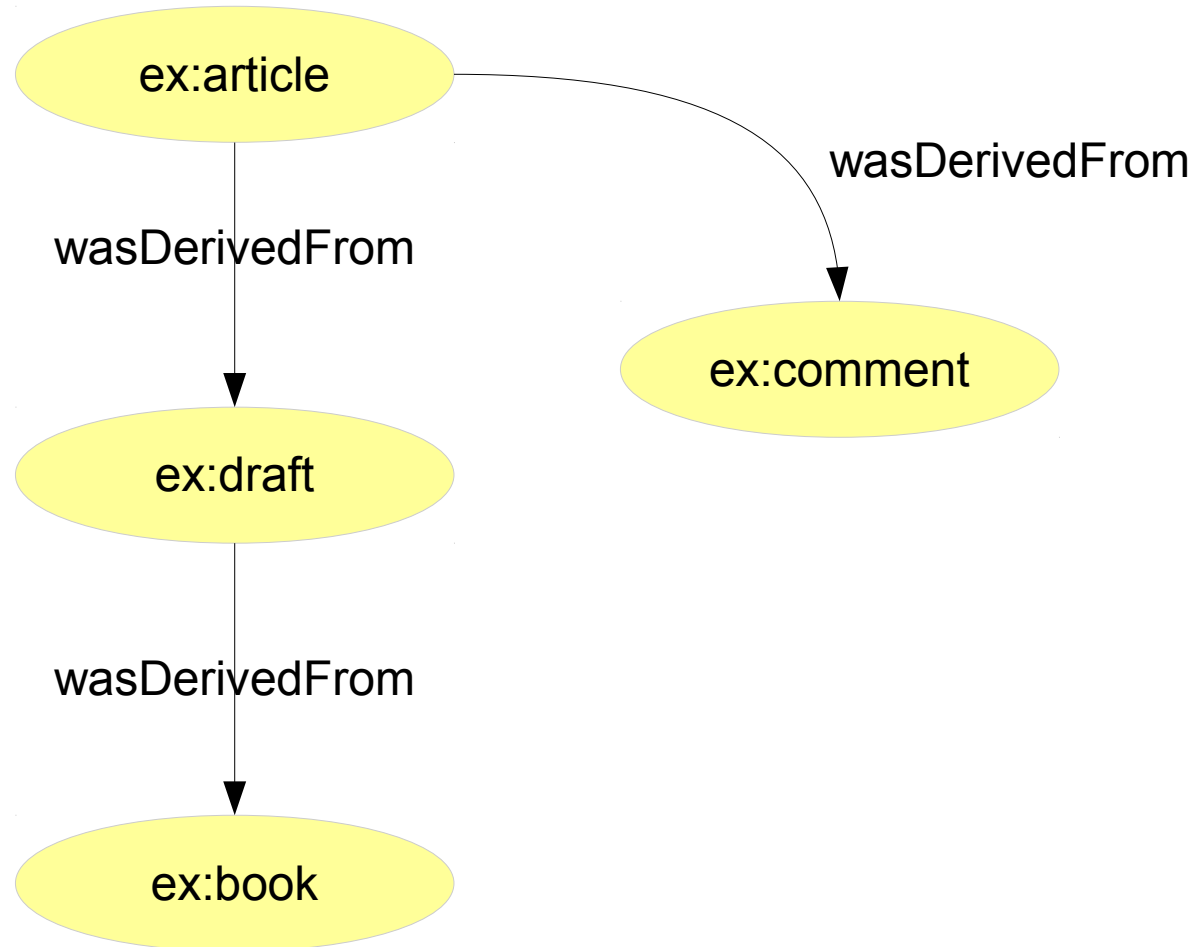 ex:article
wasDerivedFrom
wasDerivedFrom
ex:comment
ex:draft
wasDerivedFrom
ex:book